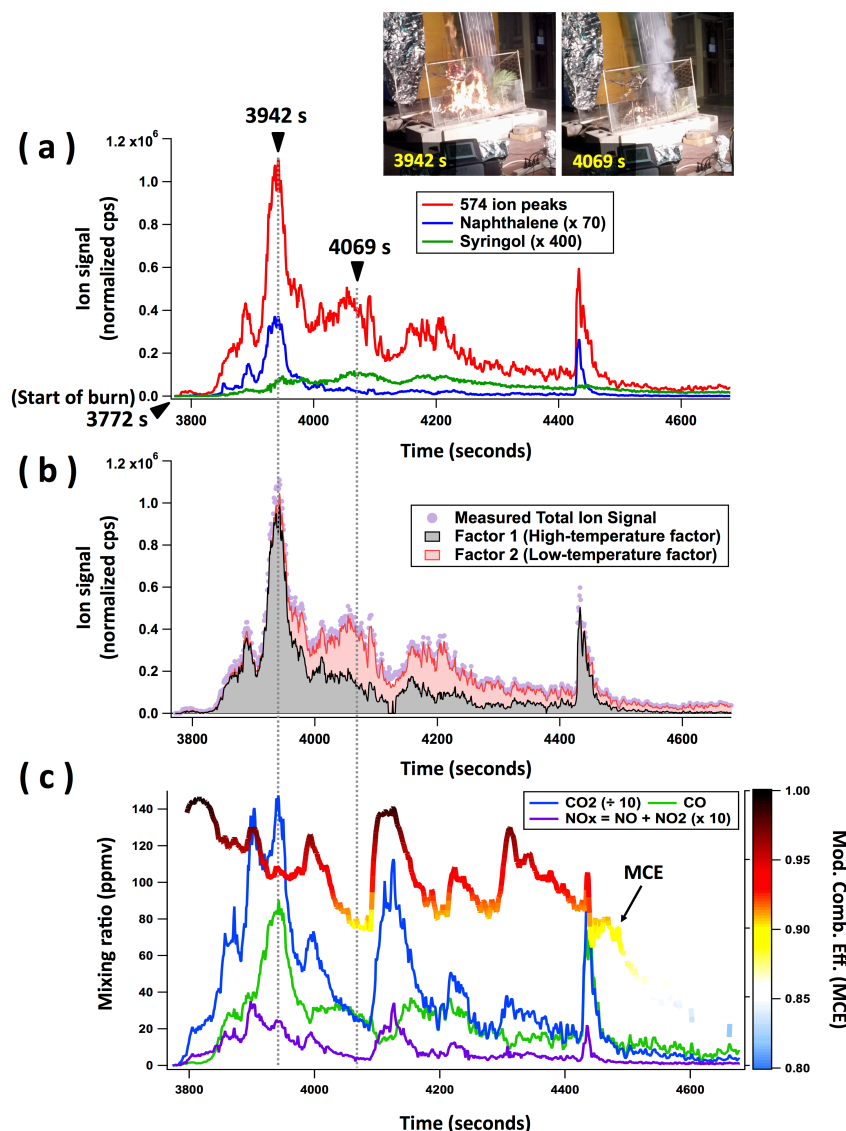 3942 s
4069 s
( a )
3942 s
4069 s
1.2 x10⁶
1.0
0.8
0.6
0.4
0.2
0.0
Ion signal
(normalized cps)
574 ion peaks
Naphthalene (x 70)
Syringol (x 400)
(Start of burn)
3772 s
3800
4000
4200
4400
4600
Time (seconds)
( b )
1.2 x10⁶
1.0
0.8
0.6
0.4
0.2
0.0
Ion signal
(normalized cps)
Measured Total Ion Signal
Factor 1 (High-temperature factor)
Factor 2 (Low-temperature factor)
3800
4000
4200
4400
4600
Time (seconds)
( c )
140
120
100
80
60
40
20
0
Mixing ratio (ppmv)
CO2 (÷ 10) CO
NOx = NO + NO2 (x 10)
MCE
1.00
0.95
0.90
0.85
0.80
Mod. Comb. Eff. (MCE)
3800
4000
4200
4400
4600
Time (seconds)